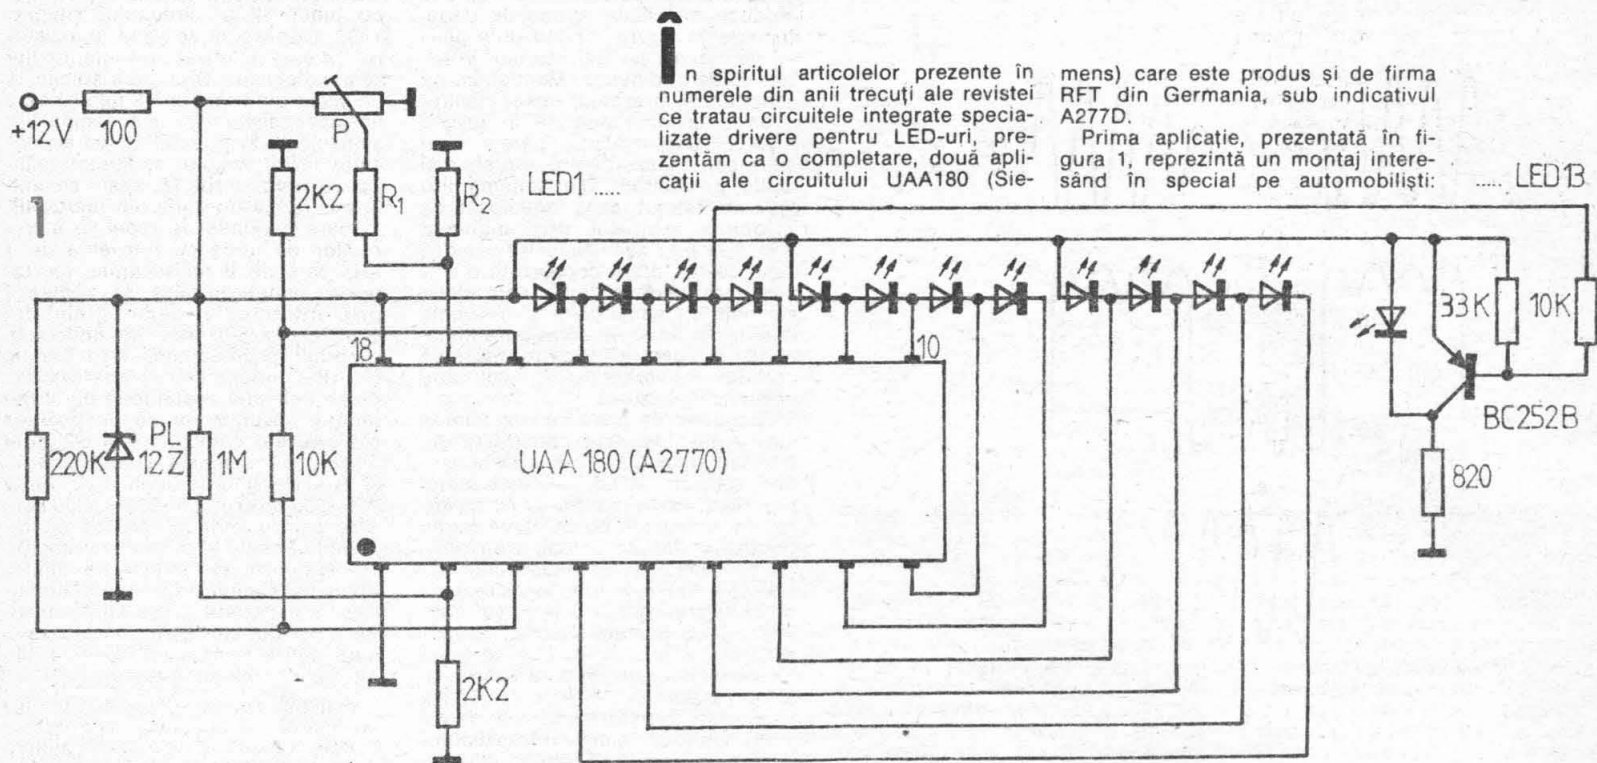 În spiritul articolelor prezente în
numerele din anii trecuți ale revistei
ce tratau circuitele integrate specia-
lizate drivere pentru LED-uri, pre-
zentăm ca o completare, două apli-
cații ale circuitului UAA180 (Sie-
mens) care este produs și de firma
RFT din Germania, sub indicativul
A277D.
Prima aplicație, prezentată în fi-
gura 1, reprezintă un montaj intere-
sând în special pe automobiliști:
+12V
100
P
2K2
R1
R2
LED1
..... LED13
1
18
10
33K
10K
BC252B
820
220K
PL
12Z
1M
10K
UAA 180 (A2770)
2K2